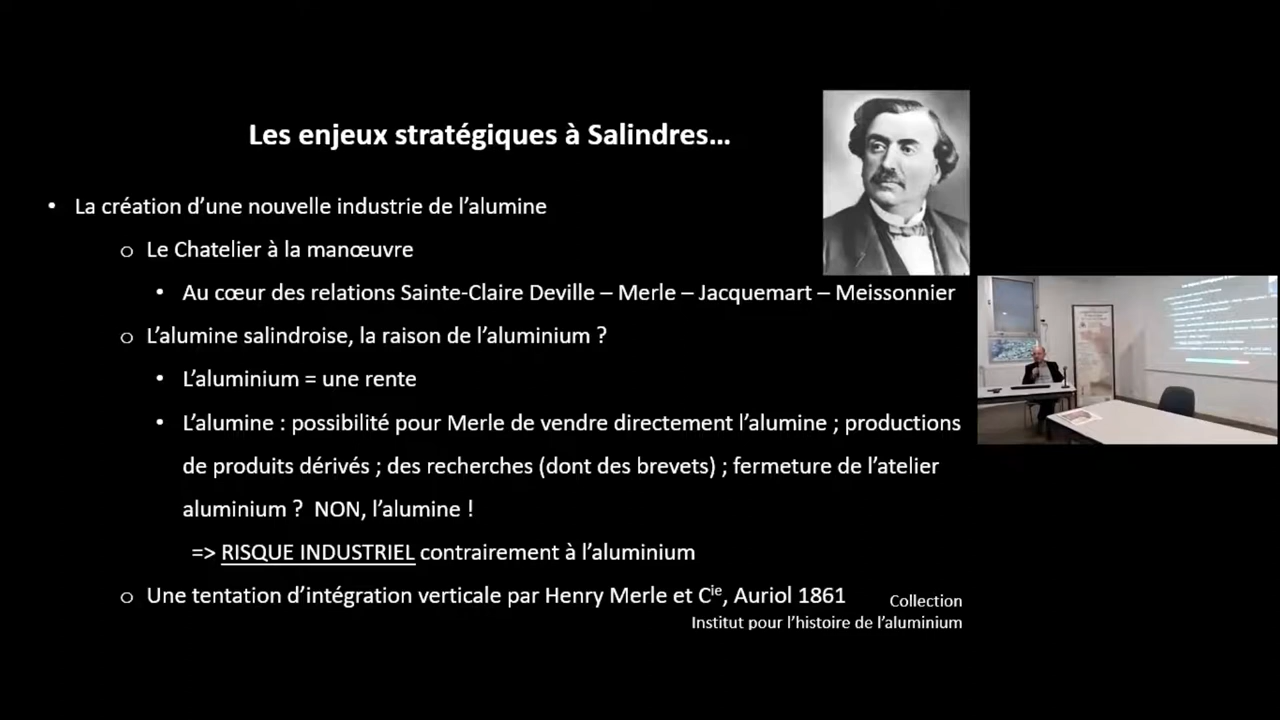 Les enjeux stratégiques à Salindres...
• La création d'une nouvelle industrie de l'alumine
o Le Chatelier à la manœuvre
• Au cœur des relations Sainte-Claire Deville – Merle – Jacquemart – Meissonnier
o L'alumine salindroise, la raison de l'aluminium ?
• L'aluminium = une rente
• L'alumine : possibilité pour Merle de vendre directement l'alumine ; productions
de produits dérivés ; des recherches (dont des brevets) ; fermeture de l'atelier
aluminium ? NON, l'alumine !
=> RISQUE INDUSTRIEL contrairement à l'aluminium
o Une tentation d'intégration verticale par Henry Merle et Cie, Auriol 1861
Collection
Institut pour l'histoire de l'aluminium